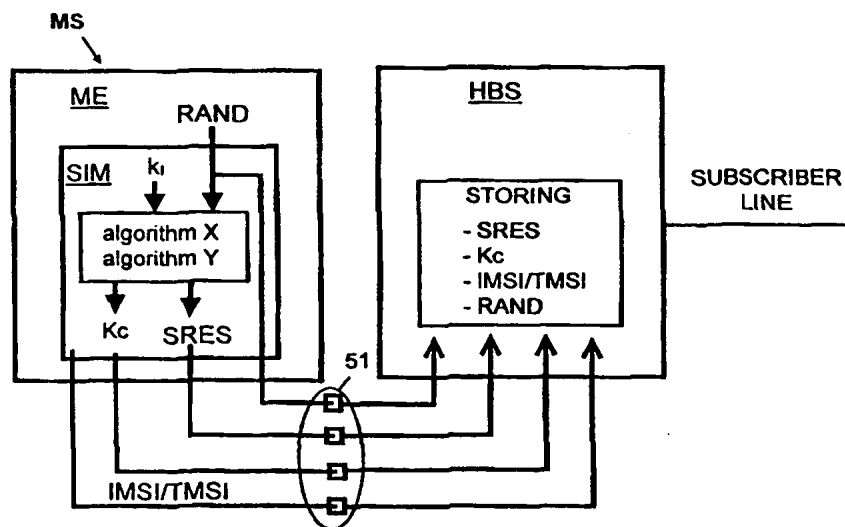 MS
ME
RAND
SIM
kI
algorithm X
algorithm Y
Kc
SRES
IMSI/TMSI
51
HBS
STORING
- SRES
- Kc
- IMSI/TMSI
- RAND
SUBSCRIBER
LINE